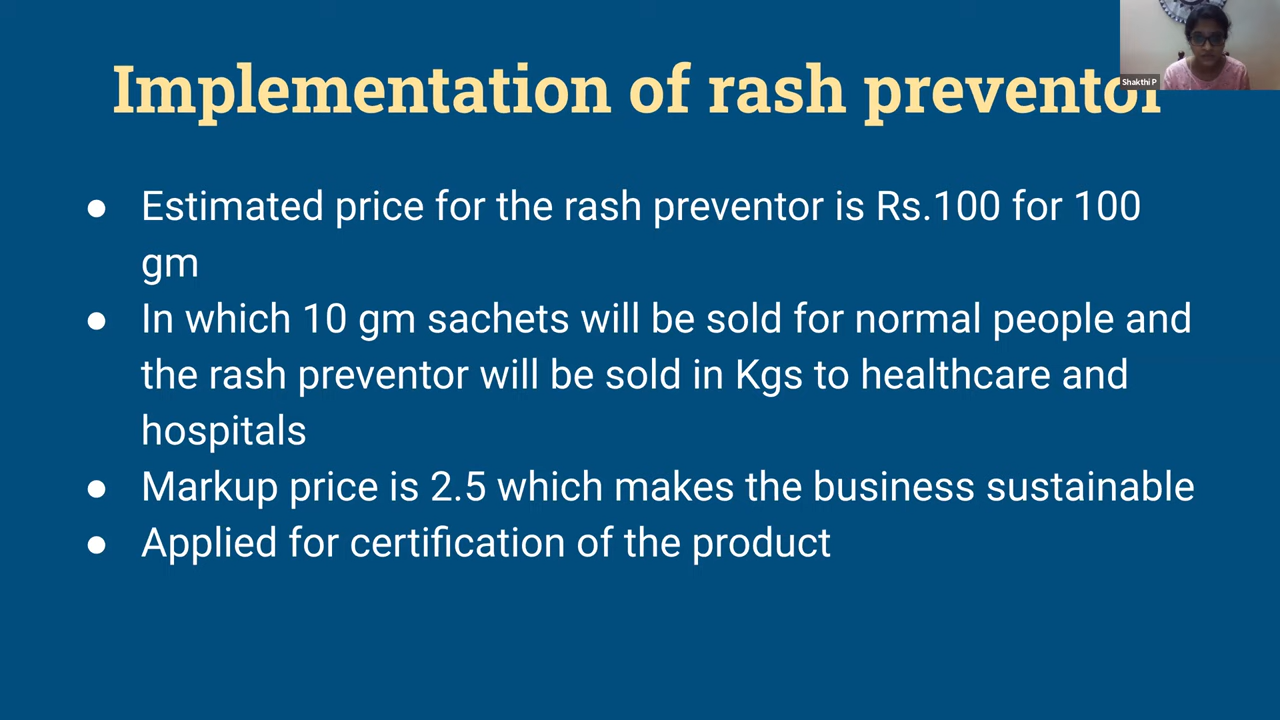 Implementation of rash preventor
Shakthi P
● Estimated price for the rash preventor is Rs.100 for 100
gm
● In which 10 gm sachets will be sold for normal people and
the rash preventor will be sold in Kgs to healthcare and
hospitals
● Markup price is 2.5 which makes the business sustainable
● Applied for certification of the product